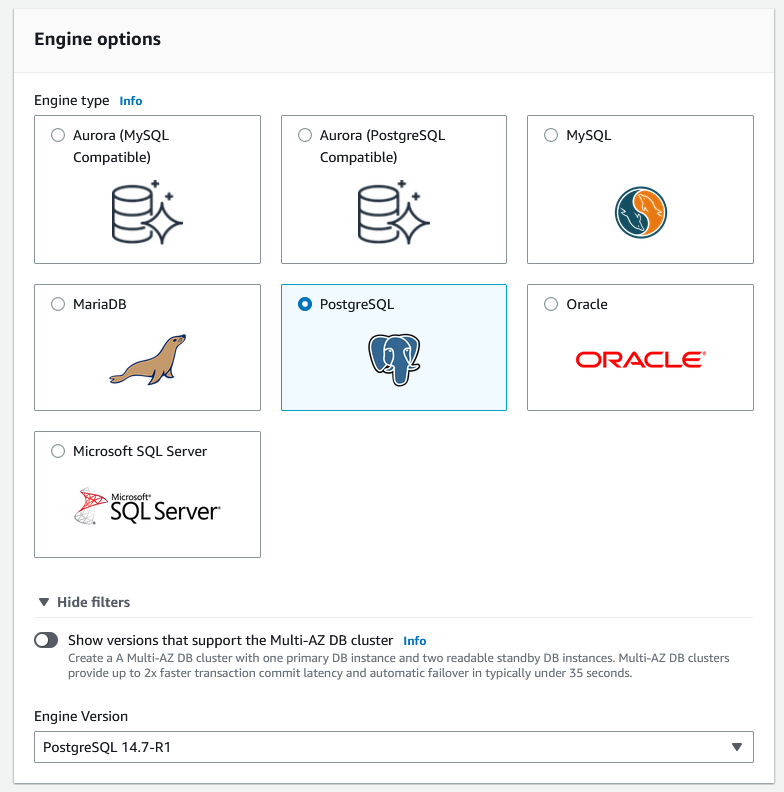 Engine options
Engine type Info
Aurora (MySQL
Compatible)
Aurora (PostgreSQL
Compatible)
MySQL
MariaDB
PostgreSQL
Oracle
ORACLE®
Microsoft SQL Server
Microsoft®
SQL Server®
Hide filters
Show versions that support the Multi-AZ DB cluster Info
Create a A Multi-AZ DB cluster with one primary DB instance and two readable standby DB instances. Multi-AZ DB clusters
provide up to 2x faster transaction commit latency and automatic failover in typically under 35 seconds.
Engine Version
PostgreSQL 14.7-R1